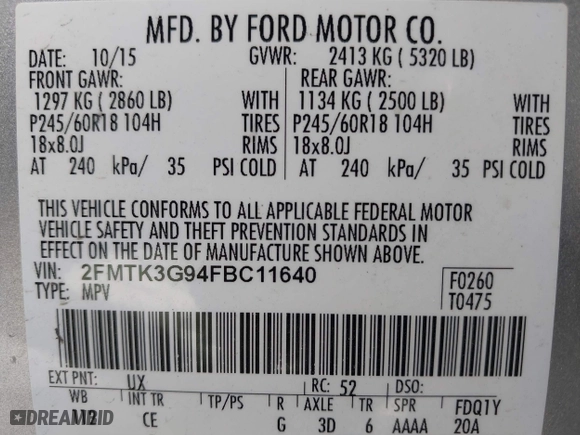 MFD. BY FORD MOTOR CO.
DATE: 10/15 GVWR: 2413 KG ( 5320 LB)
FRONT GAWR: REAR GAWR:
1297 KG ( 2860 LB) WITH 1134 KG ( 2500 LB) WITH
P245/60R18 104H TIRES P245/60R18 104H TIRES
18x8.0J RIMS 18x8.0J RIMS
AT 240 kPa/ 35 PSI COLD AT 240 kPa/ 35 PSI COLD
THIS VEHICLE CONFORMS TO ALL APPLICABLE FEDERAL MOTOR
VEHICLE SAFETY AND THEFT PREVENTION STANDARDS IN
EFFECT ON THE DATE OF MANUFACTURE SHOWN ABOVE.
VIN: 2FMTK3G94FBC11640 F0260
TYPE: MPV T0475
EXT PNT: UX RC: 52 DSO:
WB INT TR TP/PS R AXLE TR SPR FDQ1Y
112 CE G 3D 6 AAAA 20A
DREAMBID